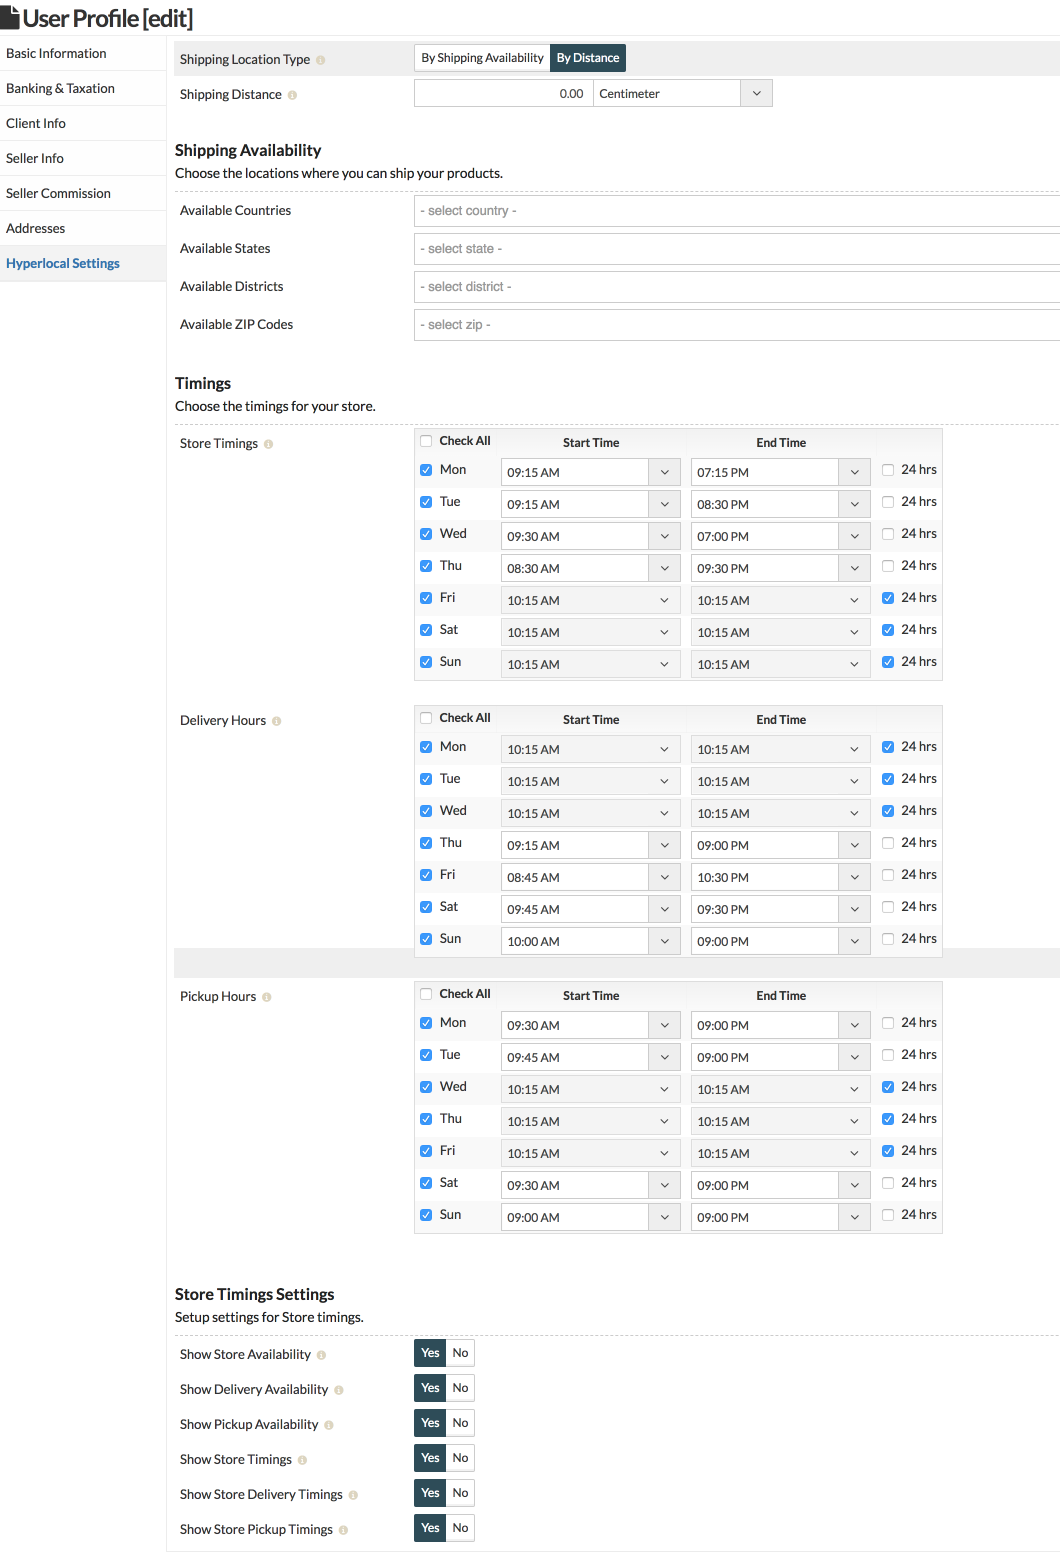 User Profile [edit]
Basic Information
Banking & Taxation
Client Info
Seller Info
Seller Commission
Addresses
Hyperlocal Settings
Shipping Location Type By Shipping Availability By Distance
Shipping Distance 0.00 Centimeter
Shipping Availability
Choose the locations where you can ship your products.
Available Countries - select country -
Available States - select state -
Available Districts - select district -
Available ZIP Codes - select zip -
Timings
Choose the timings for your store.
Store Timings Check All Start Time End Time
Mon 09:15 AM 07:15 PM 24 hrs
Tue 09:15 AM 08:30 PM 24 hrs
Wed 09:30 AM 07:00 PM 24 hrs
Thu 08:30 AM 09:30 PM 24 hrs
Fri 10:15 AM 10:15 AM 24 hrs
Sat 10:15 AM 10:15 AM 24 hrs
Sun 10:15 AM 10:15 AM 24 hrs
Delivery Hours Check All Start Time End Time
Mon 10:15 AM 10:15 AM 24 hrs
Tue 10:15 AM 10:15 AM 24 hrs
Wed 10:15 AM 10:15 AM 24 hrs
Thu 09:15 AM 09:00 PM 24 hrs
Fri 08:45 AM 10:30 PM 24 hrs
Sat 09:45 AM 09:30 PM 24 hrs
Sun 10:00 AM 09:00 PM 24 hrs
Pickup Hours Check All Start Time End Time
Mon 09:30 AM 09:00 PM 24 hrs
Tue 09:45 AM 09:00 PM 24 hrs
Wed 10:15 AM 10:15 AM 24 hrs
Thu 10:15 AM 10:15 AM 24 hrs
Fri 10:15 AM 10:15 AM 24 hrs
Sat 09:30 AM 09:00 PM 24 hrs
Sun 09:00 AM 09:00 PM 24 hrs
Store Timings Settings
Setup settings for Store timings.
Show Store Availability Yes No
Show Delivery Availability Yes No
Show Pickup Availability Yes No
Show Store Timings Yes No
Show Store Delivery Timings Yes No
Show Store Pickup Timings Yes No